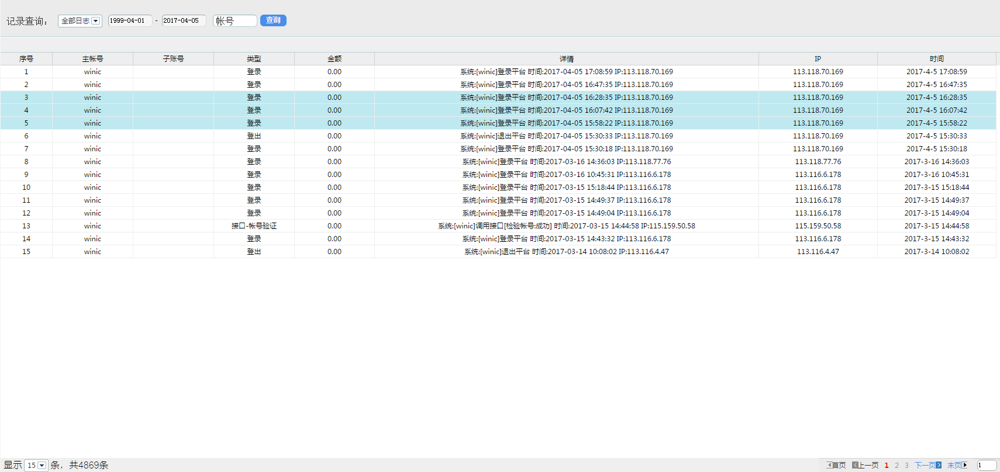 记录查询： 全部日志 1999-04-01 - 2017-04-05 帐号 查询
序号 主帐号 子账号 类型 金额 详情 IP 时间
1 winic 登录 0.00 系统:[winic]登录平台 时间:2017-04-05 17:08:59 IP:113.118.70.169 113.118.70.169 2017-4-5 17:08:59
2 winic 登录 0.00 系统:[winic]登录平台 时间:2017-04-05 16:47:35 IP:113.118.70.169 113.118.70.169 2017-4-5 16:47:35
3 winic 登录 0.00 系统:[winic]登录平台 时间:2017-04-05 16:28:35 IP:113.118.70.169 113.118.70.169 2017-4-5 16:28:35
4 winic 登录 0.00 系统:[winic]登录平台 时间:2017-04-05 16:07:42 IP:113.118.70.169 113.118.70.169 2017-4-5 16:07:42
5 winic 登录 0.00 系统:[winic]登录平台 时间:2017-04-05 15:58:22 IP:113.118.70.169 113.118.70.169 2017-4-5 15:58:22
6 winic 登出 0.00 系统:[winic]退出平台 时间:2017-04-05 15:30:33 IP:113.118.70.169 113.118.70.169 2017-4-5 15:30:33
7 winic 登录 0.00 系统:[winic]登录平台 时间:2017-04-05 15:30:18 IP:113.118.70.169 113.118.70.169 2017-4-5 15:30:18
8 winic 登录 0.00 系统:[winic]登录平台 时间:2017-03-16 14:36:03 IP:113.118.77.76 113.118.77.76 2017-3-16 14:36:03
9 winic 登录 0.00 系统:[winic]登录平台 时间:2017-03-16 10:45:31 IP:113.116.6.178 113.116.6.178 2017-3-16 10:45:31
10 winic 登录 0.00 系统:[winic]登录平台 时间:2017-03-15 15:18:44 IP:113.116.6.178 113.116.6.178 2017-3-15 15:18:44
11 winic 登录 0.00 系统:[winic]登录平台 时间:2017-03-15 14:49:37 IP:113.116.6.178 113.116.6.178 2017-3-15 14:49:37
12 winic 登录 0.00 系统:[winic]登录平台 时间:2017-03-15 14:49:04 IP:113.116.6.178 113.116.6.178 2017-3-15 14:49:04
13 winic 接口-帐号验证 0.00 系统:[winic]调用接口[检验帐号:成功] 时间:2017-03-15 14:44:58 IP:115.159.50.58 115.159.50.58 2017-3-15 14:44:58
14 winic 登录 0.00 系统:[winic]登录平台 时间:2017-03-15 14:43:32 IP:113.116.6.178 113.116.6.178 2017-3-15 14:43:32
15 winic 登出 0.00 系统:[winic]退出平台 时间:2017-03-14 10:08:02 IP:113.116.4.47 113.116.4.47 2017-3-14 10:08:02
显示 15 条，共4869条 首页 上一页 1 2 3 下一页 末页 1